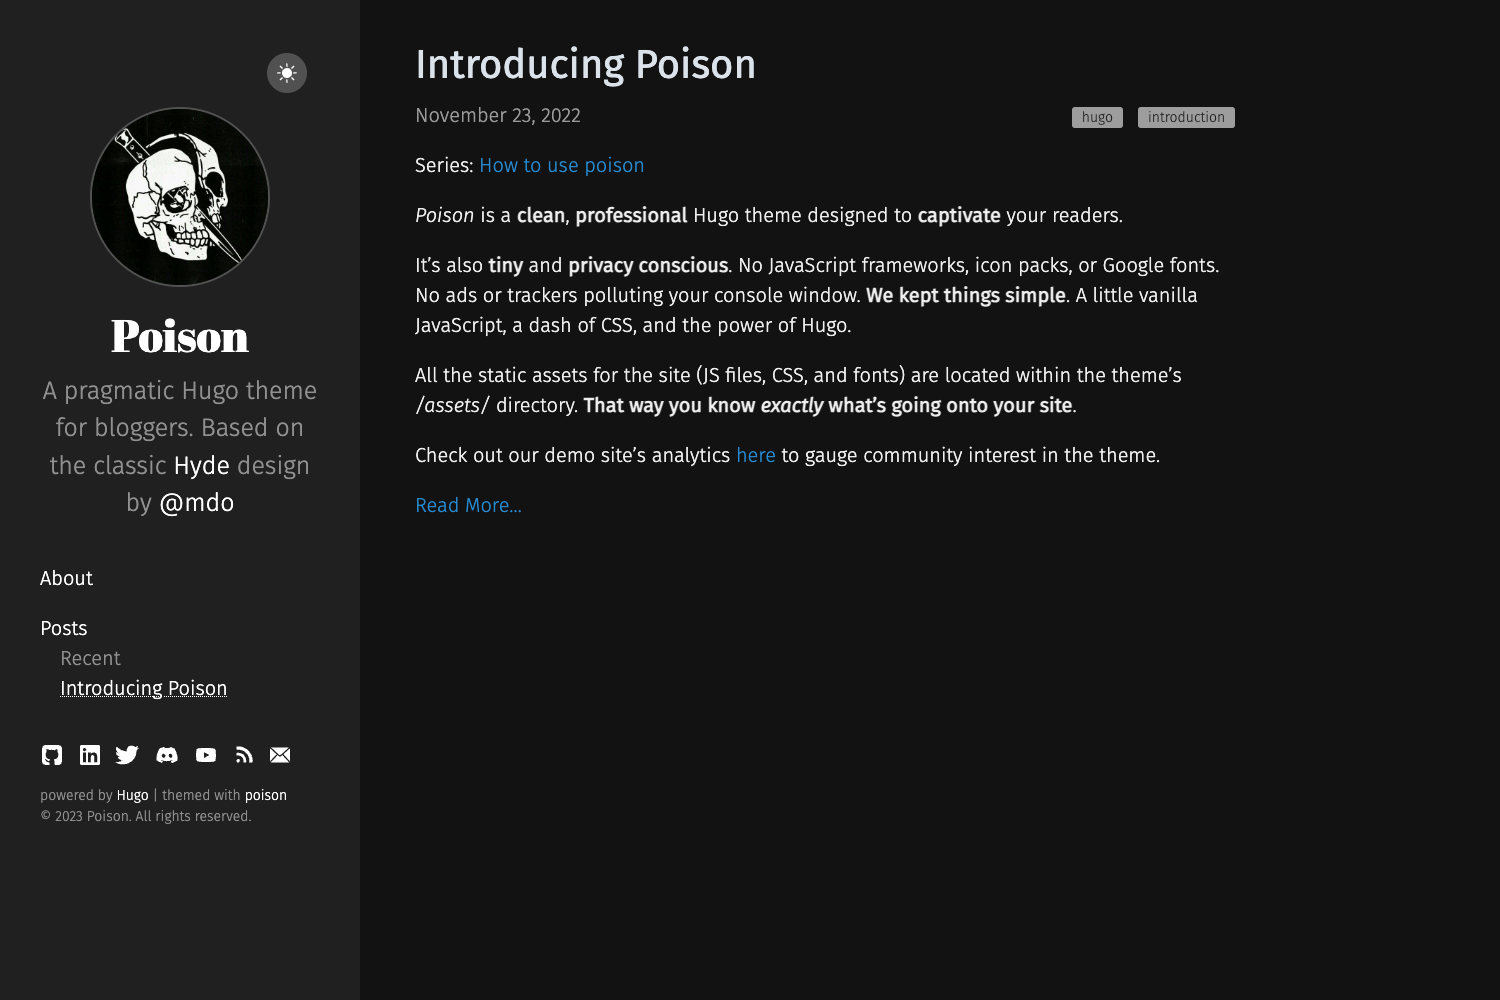 Poison
A pragmatic Hugo theme
for bloggers. Based on
the classic Hyde design
by @mdo
About
Posts
Recent
Introducing Poison
powered by Hugo | themed with poison
© 2023 Poison. All rights reserved.
Introducing Poison
November 23, 2022
hugo introduction
Series: How to use poison
Poison is a clean, professional Hugo theme designed to captivate your readers.
It’s also tiny and privacy conscious. No JavaScript frameworks, icon packs, or Google fonts.
No ads or trackers polluting your console window. We kept things simple. A little vanilla
JavaScript, a dash of CSS, and the power of Hugo.
All the static assets for the site (JS files, CSS, and fonts) are located within the theme’s
/assets/ directory. That way you know exactly what’s going onto your site.
Check out our demo site’s analytics here to gauge community interest in the theme.
Read More…